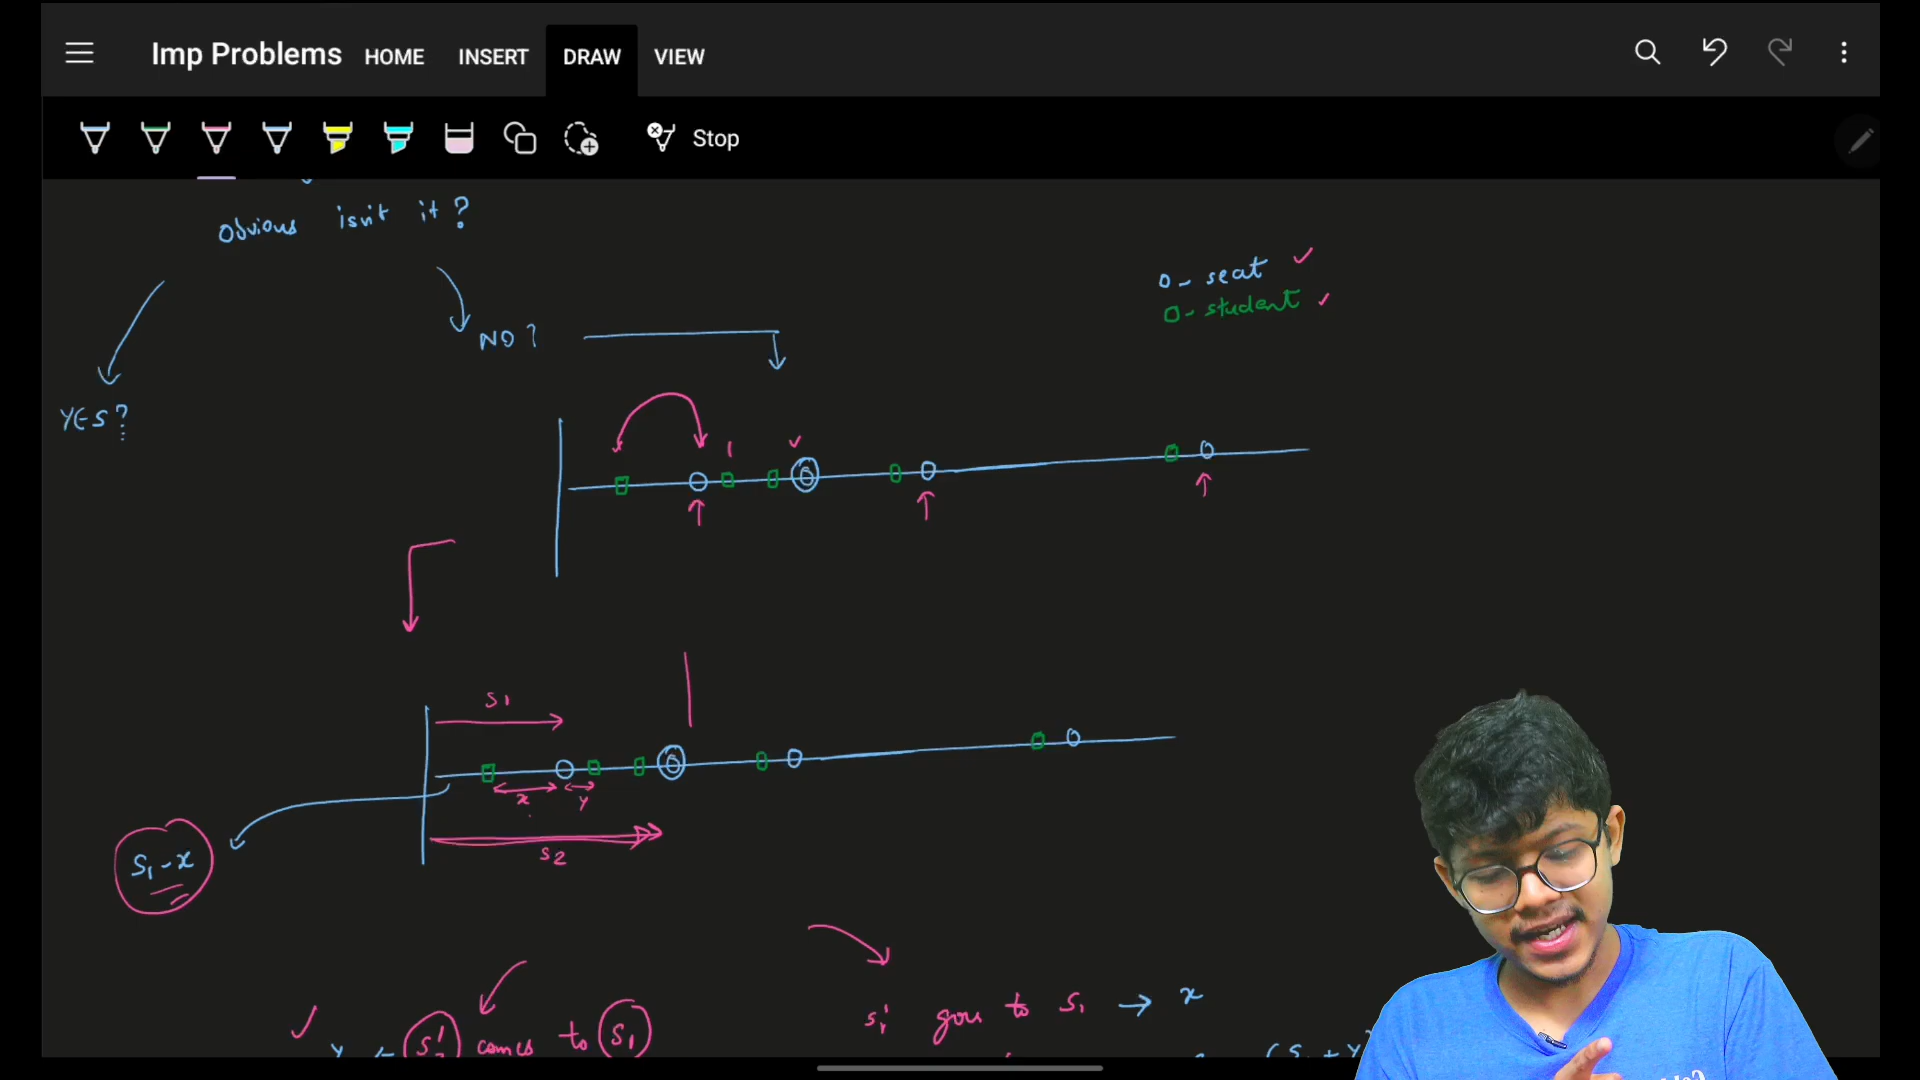 Imp Problems HOME INSERT DRAW VIEW
Stop
Obvious isn't it?
O - seat ✓
O - student ✓
NO?
YES?
S1
x y
S2
S1 - x
S1' goes to S1 → x
comes to S1